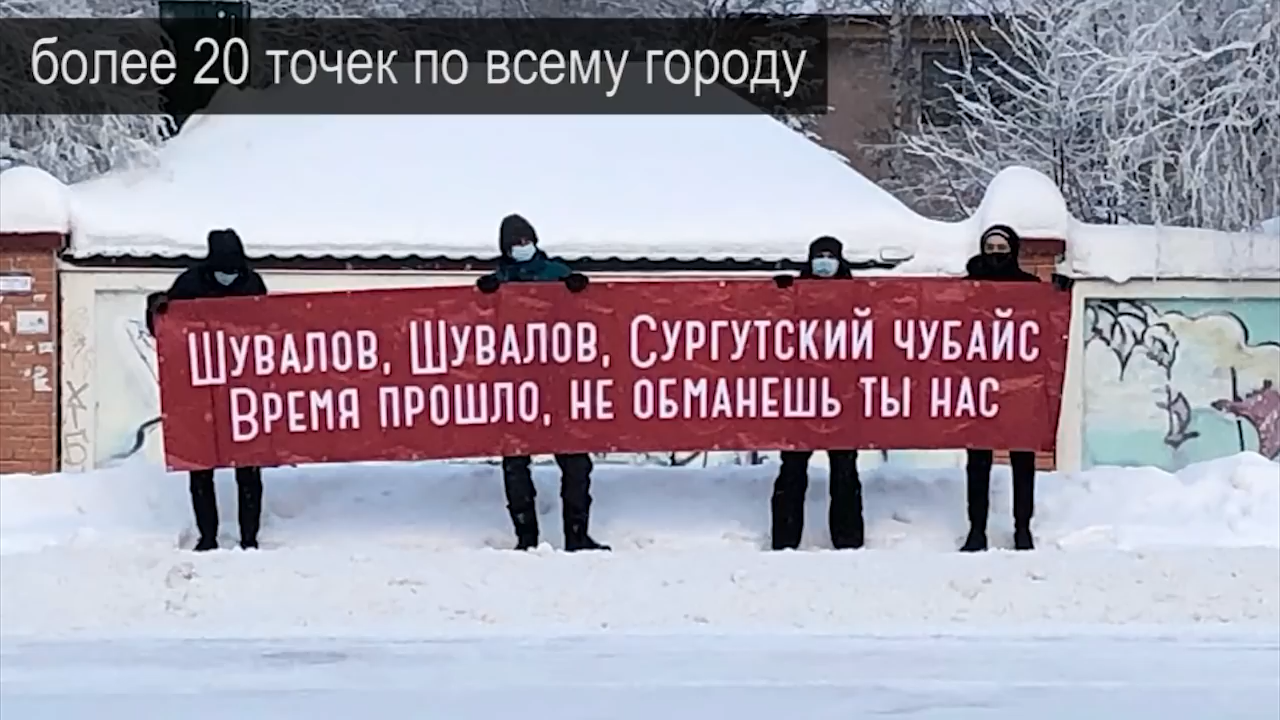 более 20 точек по всему городу
Шувалов, Шувалов, Сургутский чубайс
Время прошло, не обманешь ты нас